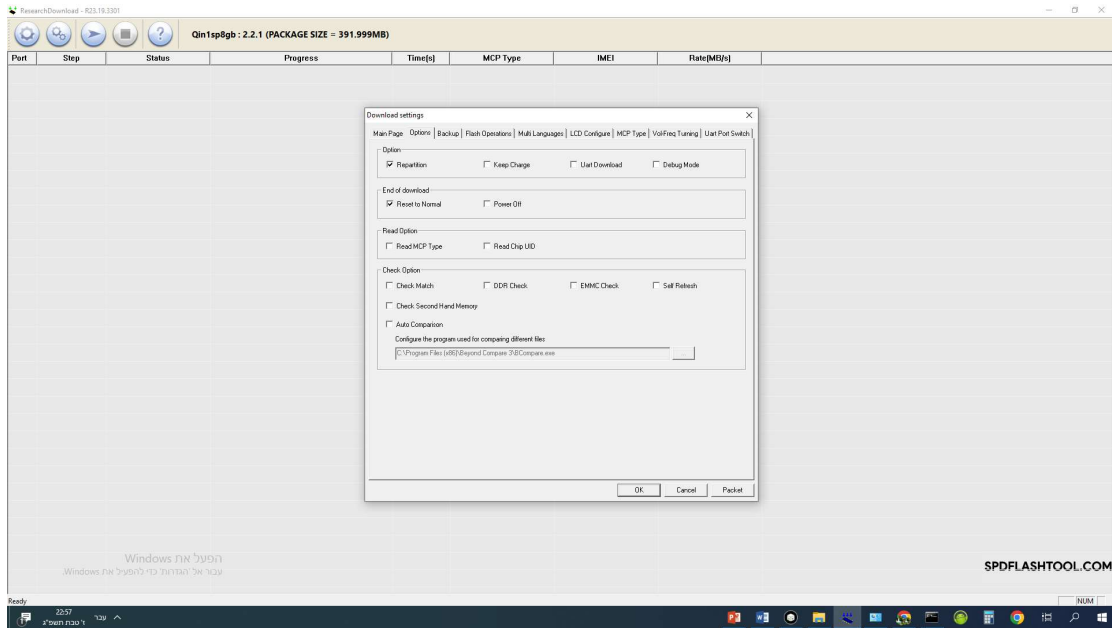 ResearchDownload - R23.19.3301
Qin1sp8gb : 2.2.1 (PACKAGE SIZE = 391.999MB)
Port Step Status Progress Time(s) MCP Type IMEI Rate(MB/s)
Download settings
Main Page Options Backup Flash Operations Multi Languages LCD Configure MCP Type Vol-Freq Turning Uart Port Switch
Option
Repartition Keep Charge Uart Download Debug Mode
End of download
Reset to Normal Power Off
Read Option
Read MCP Type Read Chip UID
Check Option
Check Match DDR Check EMMC Check Self Refresh
Check Second Hand Memory
Auto Comparison
Configure the program used for comparing different files
C:\Program Files (x86)\Beyond Compare 3\BCompare.exe ...
OK Cancel Packet
הפעל את Windows
עבור אל 'הגדרות' כדי להפעיל את Windows.
SPDFLASHTOOL.COM
Ready NUM
22:57 עבר
ז' טבת תשפ"ג